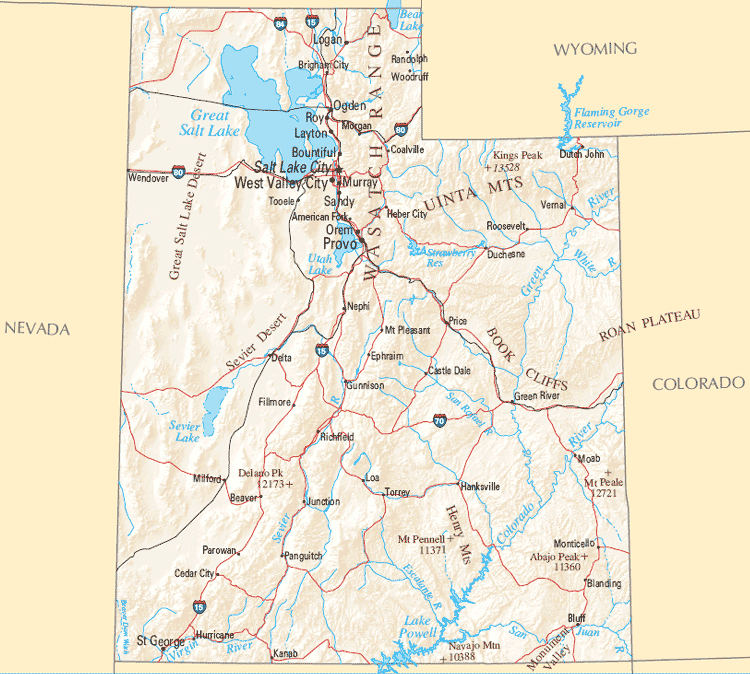 84
15
Bear
Lake
Logan
WASATCH RANGE
Randolph
WYOMING
Brigham City
Woodruff
Great
Salt Lake
Ogden
Roy
Morgan
Flaming Gorge
Reservoir
Layton
80
Bountiful
Coalville
Kings Peak
13528
Dutch John
Salt Lake City
80
Wendover
West Valley City
Murray
UINTA MTS
Sandy
Tooele
Great Salt Lake Desert
American Fork
Heber City
Vernal
River
Roosevelt
Orem
Provo
Utah
Lake
Strawberry
Res
Duchesne
White R
Green
Nephi
NEVADA
Sevier Desert
Mt Pleasant
Price
ROAN PLATEAU
BOOK CLIFFS
15
Delta
Ephraim
Castle Dale
COLORADO
Gunnison
Green River
R
Fillmore
San Rafael R
Sevier
Lake
70
Richfield
River
Moab
Delano Pk
12173
Milford
Loa
Hanksville
Mt Peale
12721
Beaver
Torrey
Junction
Colorado
Henry Mts
Sevier
Mt Pennell
11371
Monticello
Parowan
Panguitch
Abajo Peak
11360
Cedar City
Escalante R
Blanding
15
Beaver Dam Wash
Lake
Powell
Bluff
St George
Hurricane
San Juan R
Virgin River
Kanab
Navajo Mtn
10388
Monument
Valley